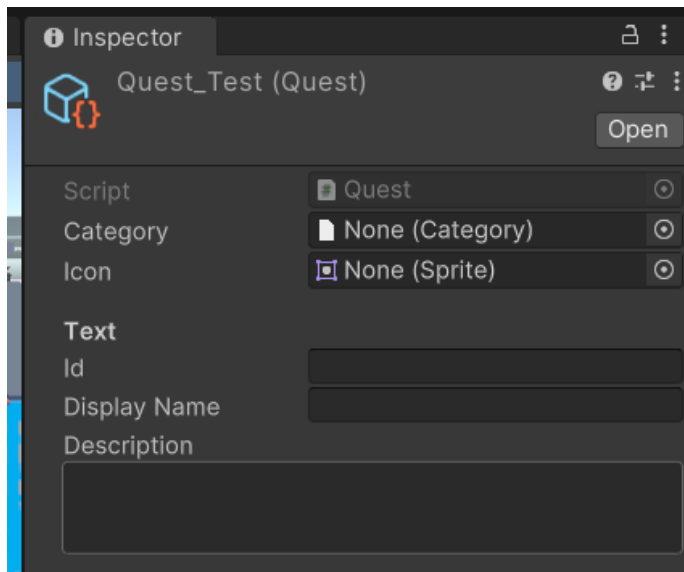 Inspector
Quest_Test (Quest)
Open
Script Quest
Category None (Category)
Icon None (Sprite)
Text
Id
Display Name
Description